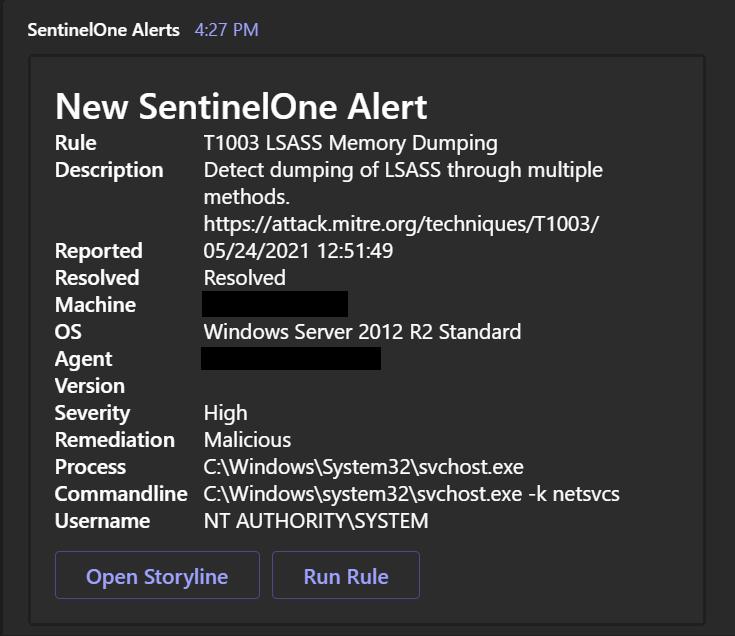 SentinelOne Alerts 4:27 PM
New SentinelOne Alert
Rule T1003 LSASS Memory Dumping
Description Detect dumping of LSASS through multiple
methods.
https://attack.mitre.org/techniques/T1003/
Reported 05/24/2021 12:51:49
Resolved Resolved
Machine
OS Windows Server 2012 R2 Standard
Agent
Version
Severity High
Remediation Malicious
Process C:\Windows\System32\svchost.exe
Commandline C:\Windows\system32\svchost.exe -k netsvcs
Username NT AUTHORITY\SYSTEM
Open Storyline Run Rule